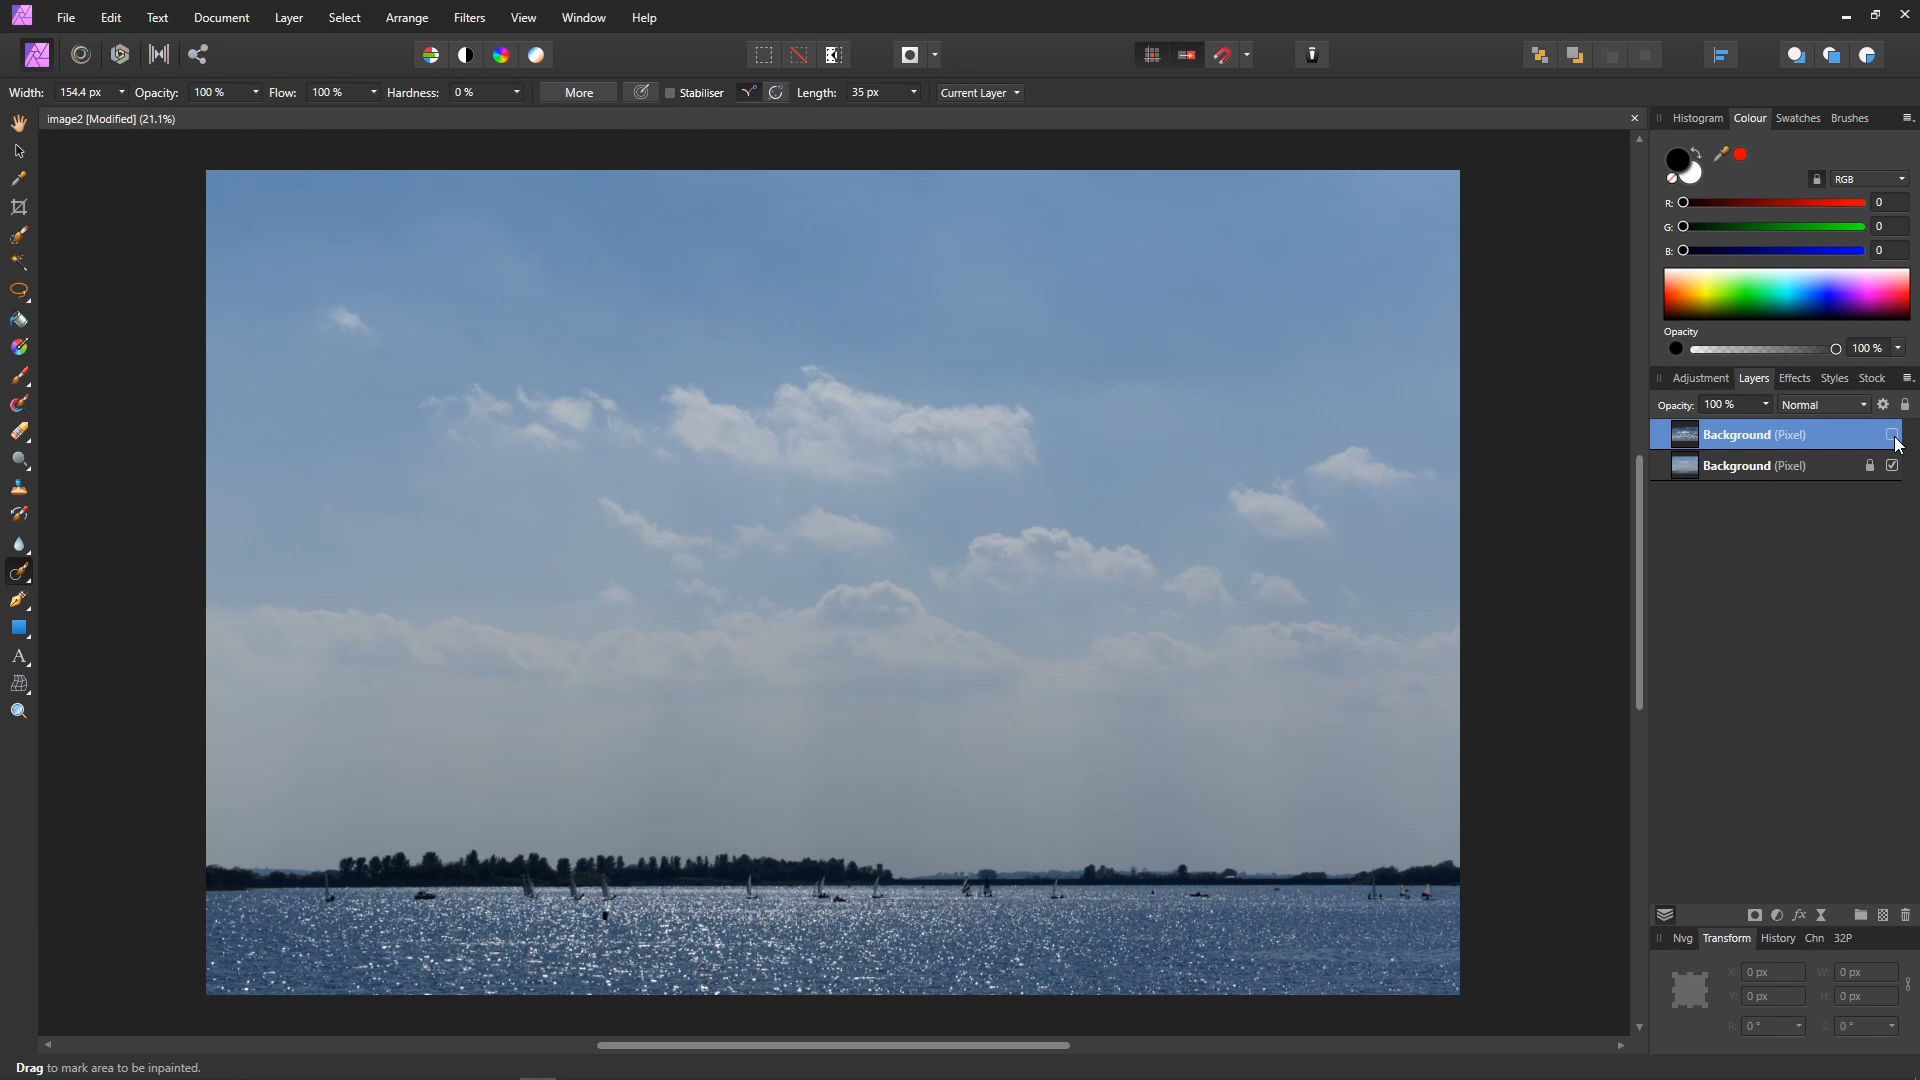 File Edit Text Document Layer Select Arrange Filters View Window Help
Width: 154.4 px Opacity: 100 % Flow: 100 % Hardness: 0 % More Stabiliser Length: 35 px Current Layer
image2 [Modified] (21.1%)
Histogram Colour Swatches Brushes
RGB
R: 0
G: 0
B: 0
Opacity
100 %
Adjustment Layers Effects Styles Stock
Opacity: 100 % Normal
Background (Pixel)
Background (Pixel)
Nvg Transform History Chn 32P
X: 0 px W: 0 px
Y: 0 px H: 0 px
R: 0 ° S: 0 °
Drag to mark area to be inpainted.